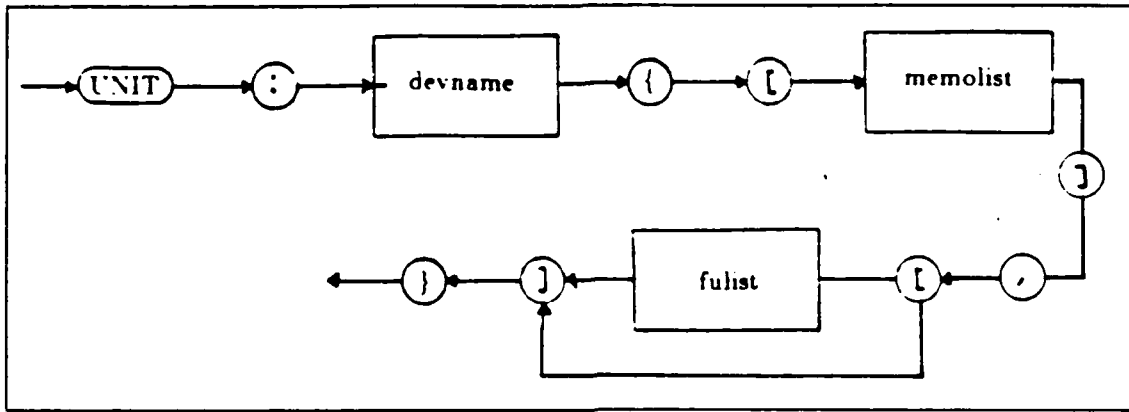 UNIT : devname { [ memolist
]
} ] fulist [ ,